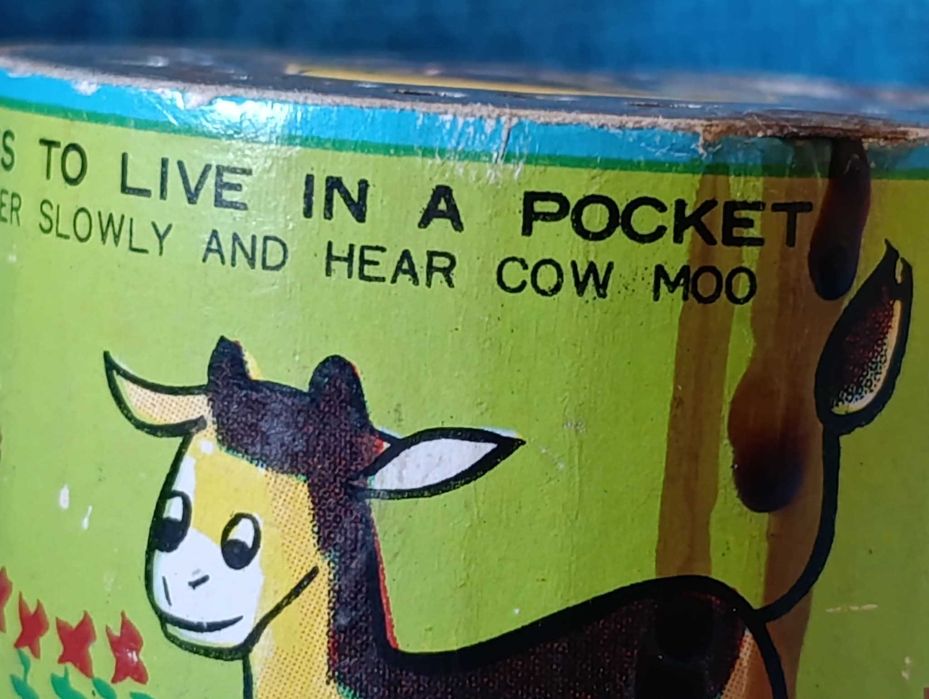 S TO LIVE IN A POCKET
ER SLOWLY AND HEAR COW MOO